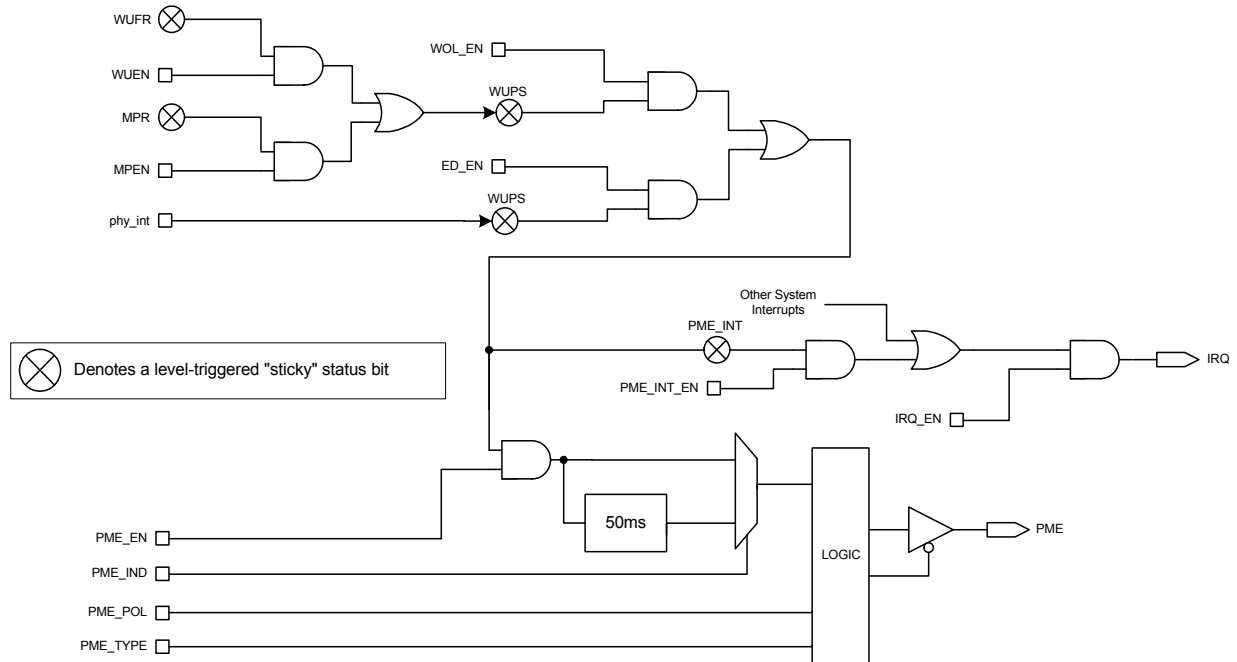 WUFR
WOL_EN
WUEN
WUPS
MPR
ED_EN
MPEN
WUPS
phy_int
Other System
Interrupts
PME_INT
Denotes a level-triggered "sticky" status bit
IRQ
PME_INT_EN
IRQ_EN
50ms
PME_EN
PME
LOGIC
PME_IND
PME_POL
PME_TYPE